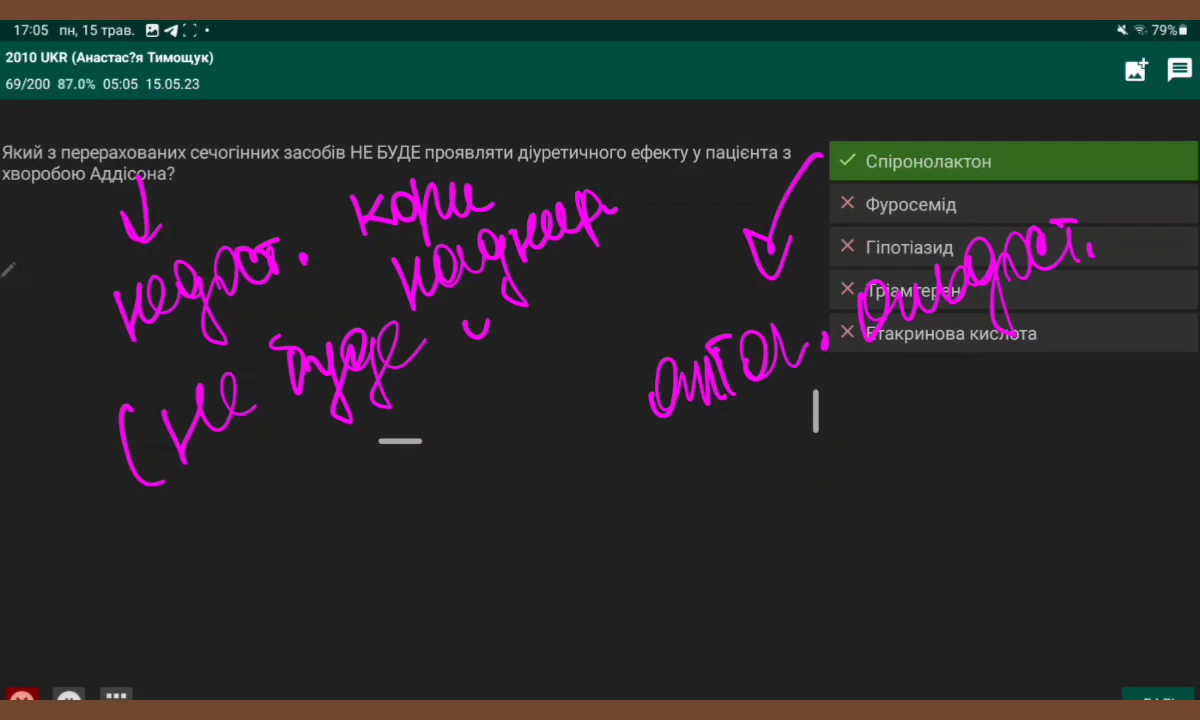 17:05 пн, 15 трав.
79%
2010 UKR (Анастас?я Тимощук)
69/200 87.0% 05:05 15.05.23
Який з перерахованих сечогінних засобів НЕ БУДЕ проявляти діуретичного ефекту у пацієнта з
хворобою Аддісона?
Спіронолактон
Фуросемід
Гіпотіазид
Тріамтерен
Етакринова кислота
недост. кори
наднир
(не буде
антаг. альдост.